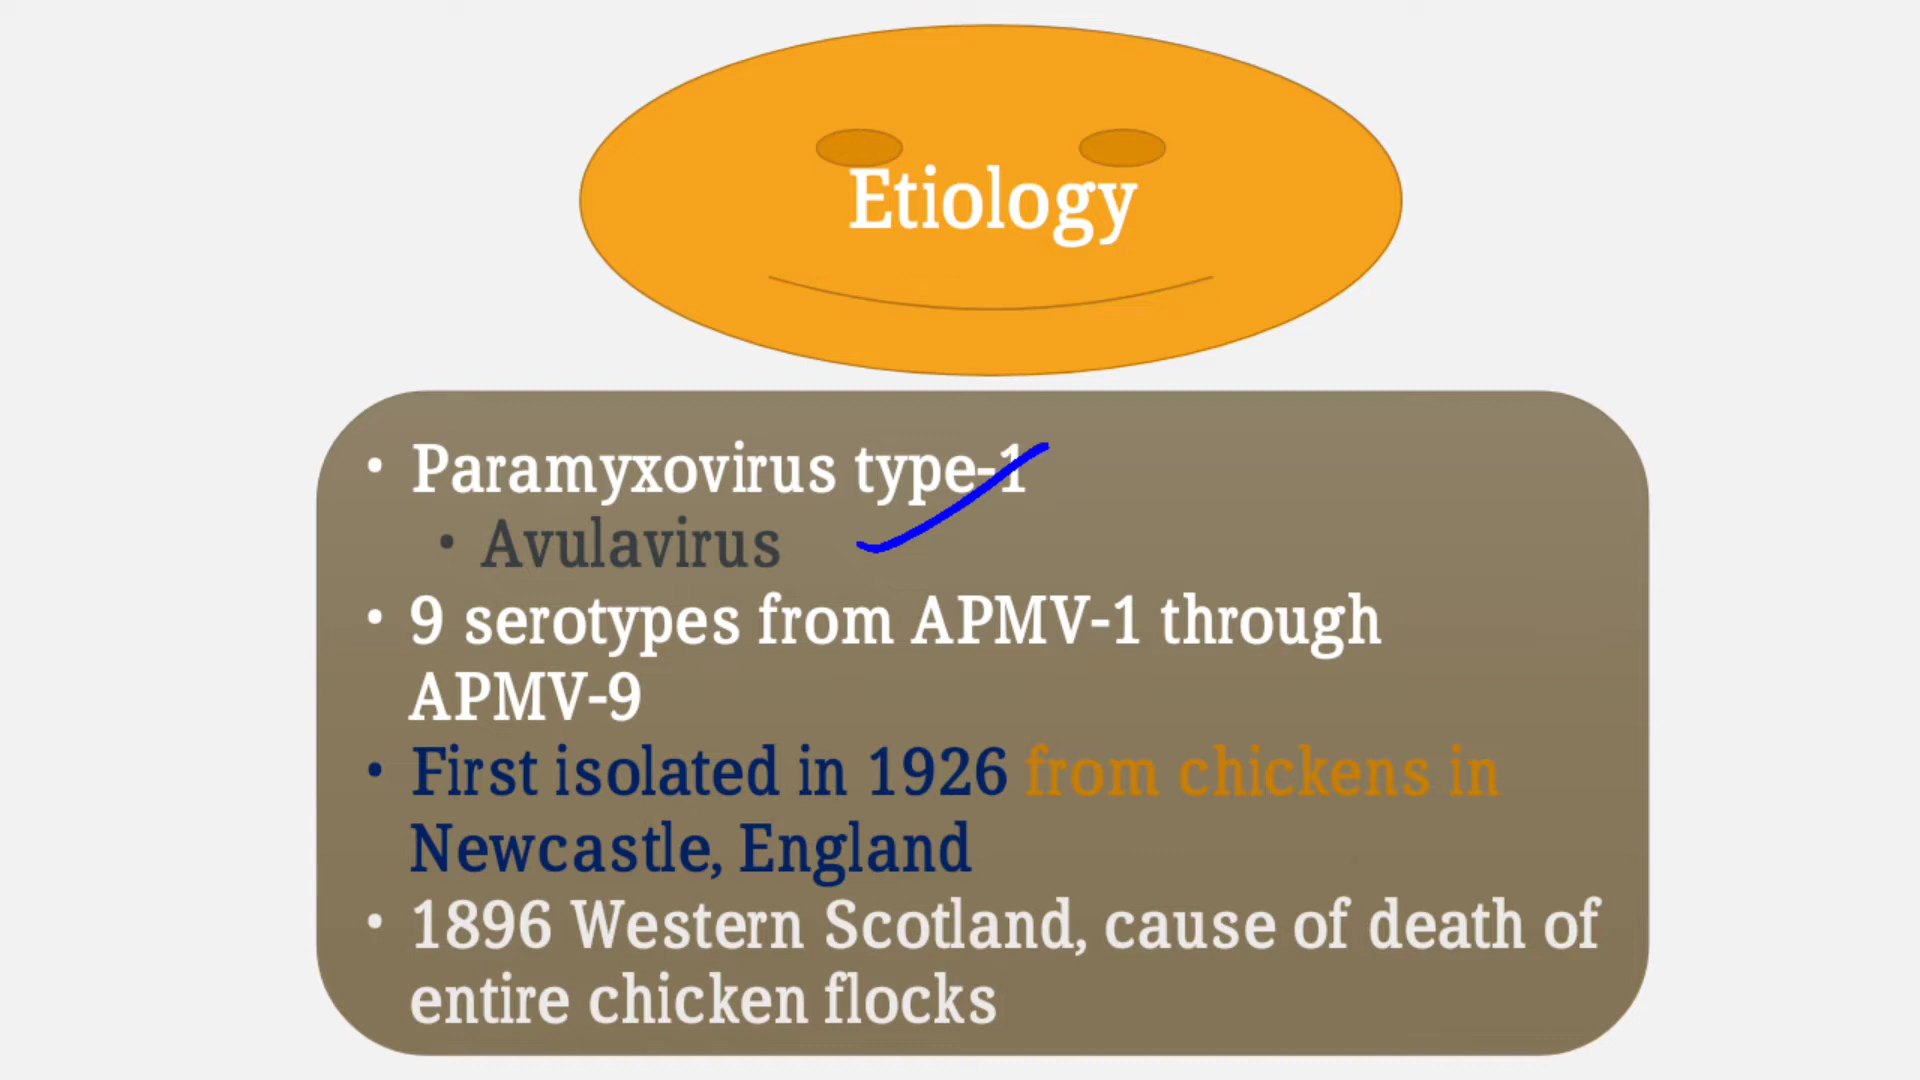 Etiology
• Paramyxovirus type-1
• Avulavirus
• 9 serotypes from APMV-1 through
APMV-9
• First isolated in 1926 from chickens in
Newcastle, England
• 1896 Western Scotland, cause of death of
entire chicken flocks